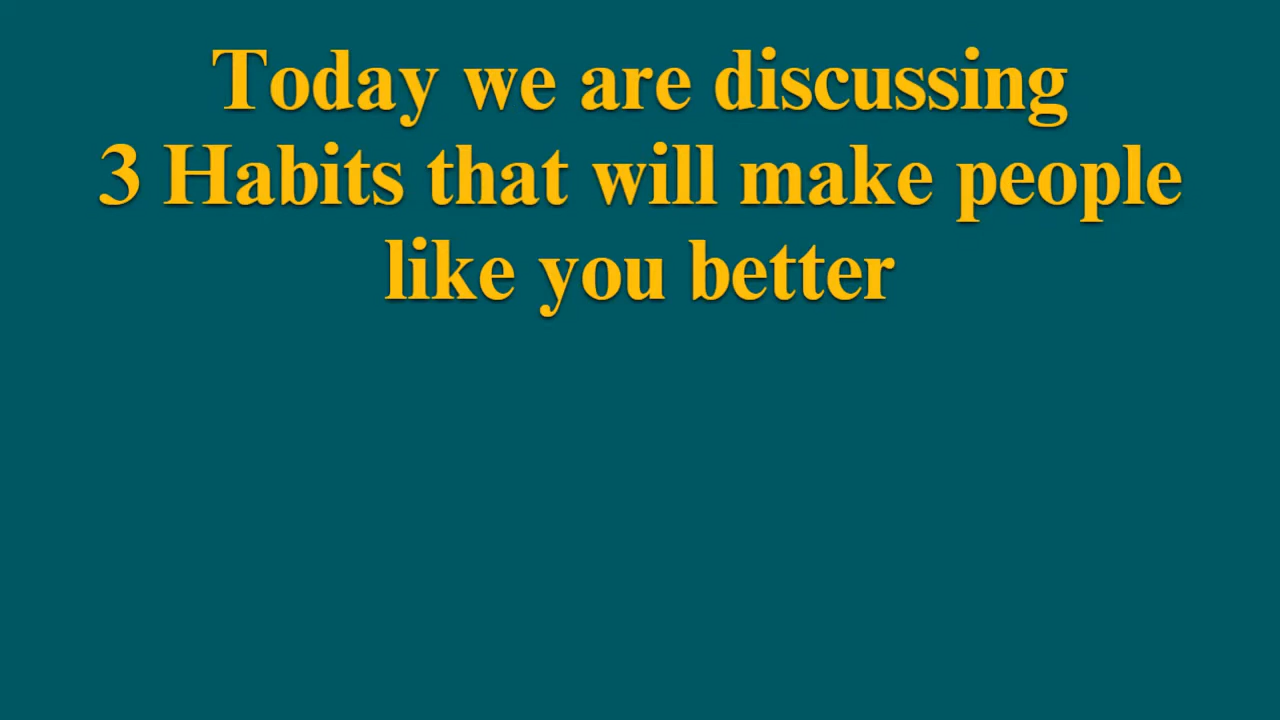 Today we are discussing
3 Habits that will make people
like you better